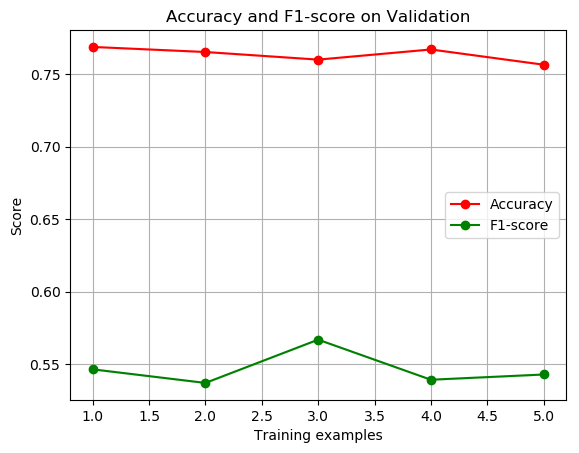 Accuracy and F1-score on Validation
Score
0.75
0.70
0.65
0.60
0.55
Accuracy
F1-score
1.0 1.5 2.0 2.5 3.0 3.5 4.0 4.5 5.0
Training examples